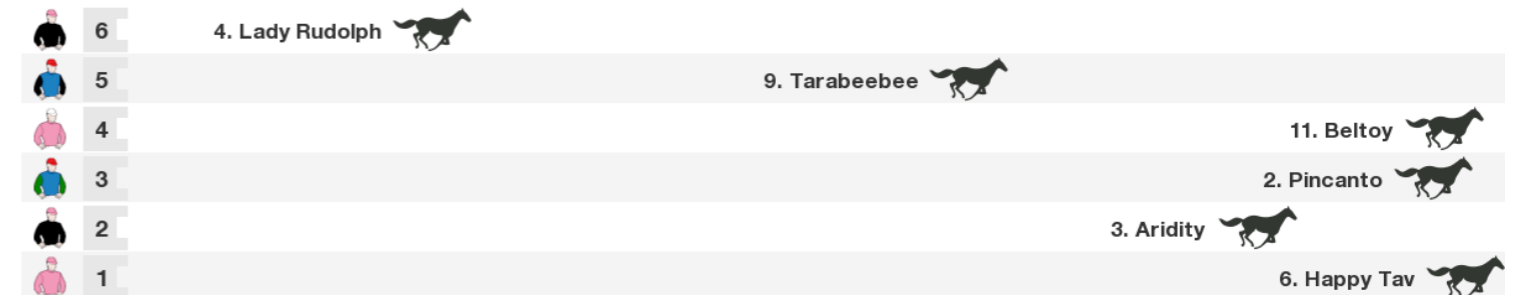 6 4. Lady Rudolph
5 9. Tarabeebee
4 11. Beltoy
3 2. Pincanto
2 3. Aridity
1 6. Happy Tav